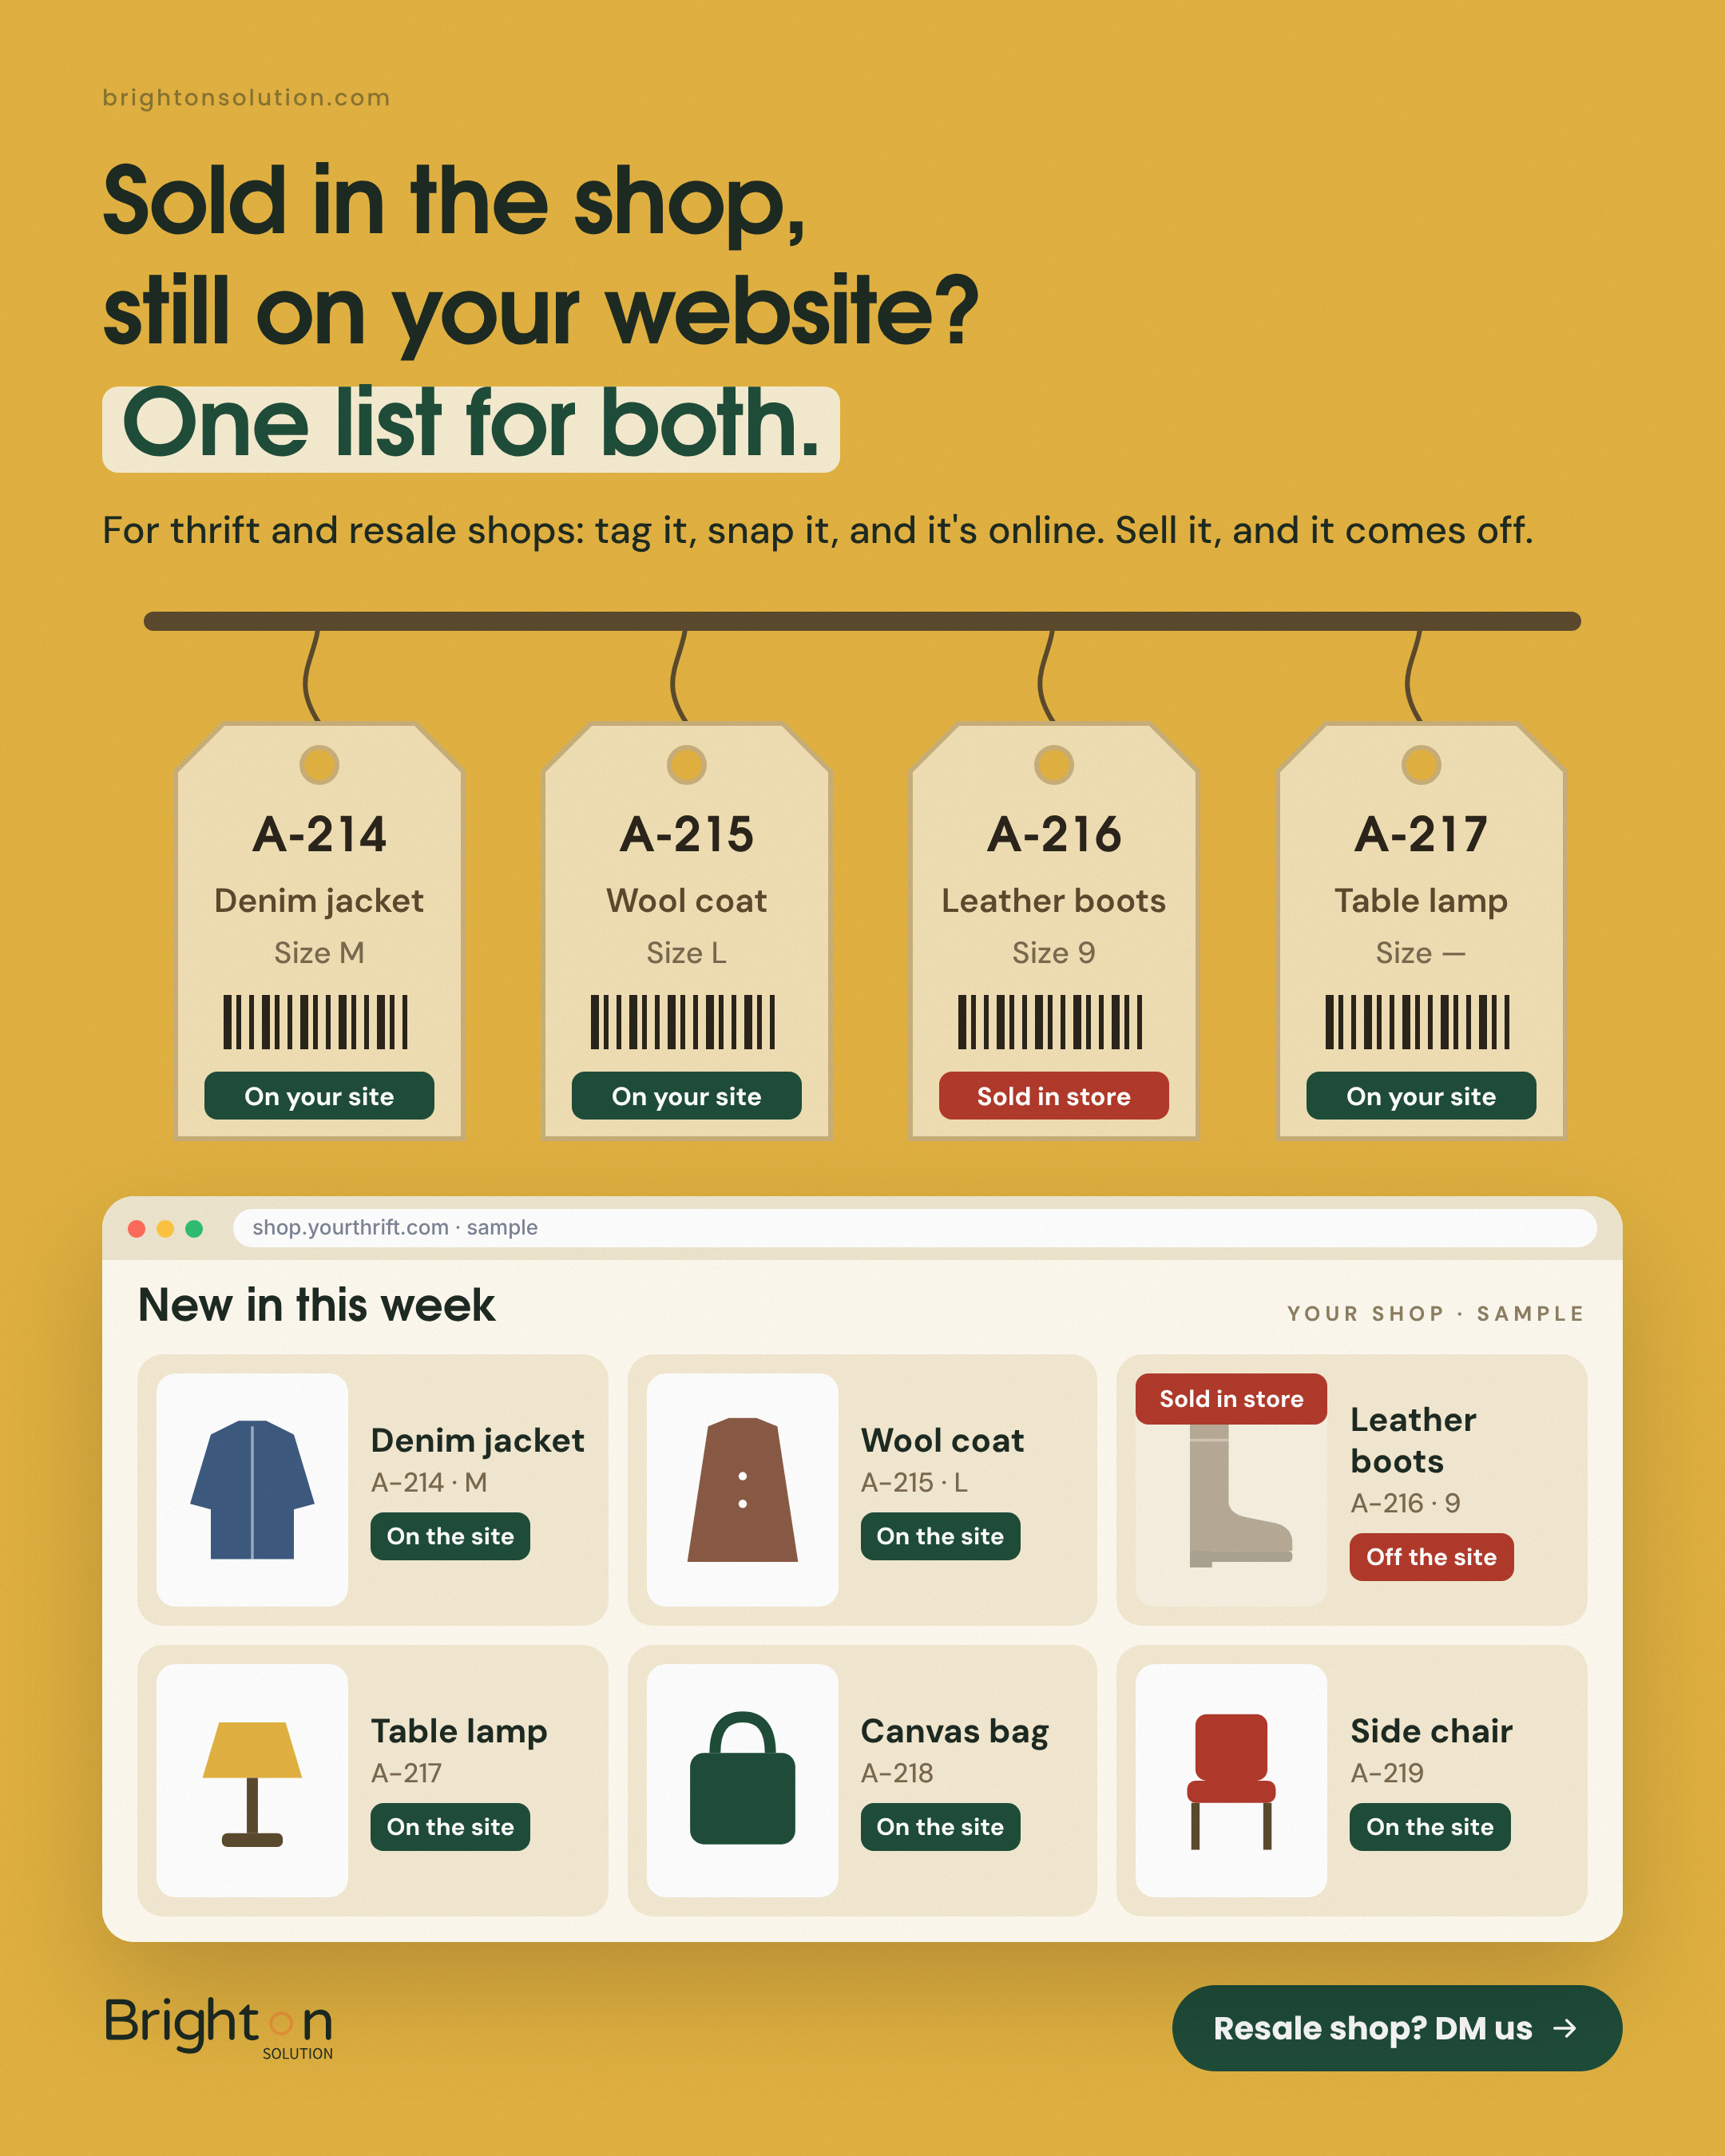 brightonsolution.com
Sold in the shop,
still on your website?
One list for both.
For thrift and resale shops: tag it, snap it, and it's online. Sell it, and it comes off.
A-214
Denim jacket
Size M
On your site
A-215
Wool coat
Size L
On your site
A-216
Leather boots
Size 9
Sold in store
A-217
Table lamp
Size —
On your site
shop.yourthrift.com · sample
New in this week
YOUR SHOP · SAMPLE
Denim jacket
A-214 · M
On the site
Wool coat
A-215 · L
On the site
Sold in store
Leather
boots
A-216 · 9
Off the site
Table lamp
A-217
On the site
Canvas bag
A-218
On the site
Side chair
A-219
On the site
Brighton
SOLUTION
Resale shop? DM us →